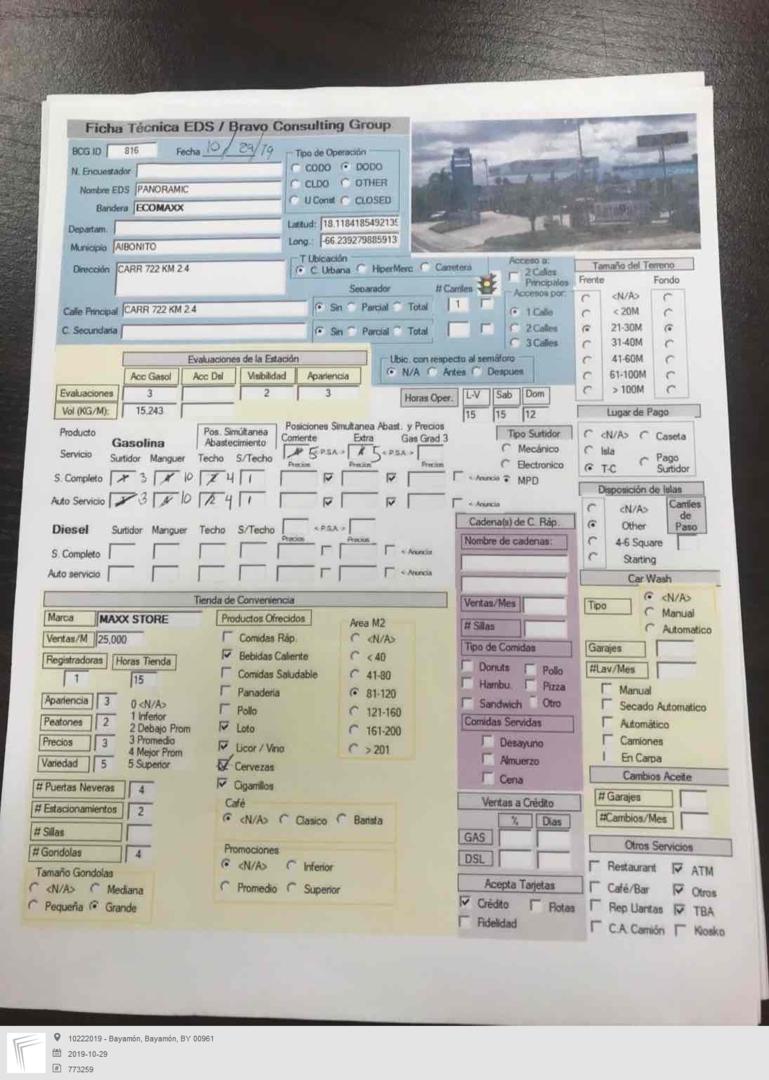 Ficha Técnica EDS / Bravo Consulting Group
BCG ID 816 Fecha 10/29/19
N. Encuestador
Nombre EDS PANORAMIC
Bandera ECOMAXX
Departam.
Municipio AIBONITO
Dirección CARR 722 KM 2.4
Calle Principal CARR 722 KM 2.4
C. Secundaria
Tipo de Operación
CODO DODO
CLDO OTHER
U Const CLOSED
Latitud: 18.118418549213
Long.: -66.239279885913
T Ubicación
C. Urbana HiperMerc Carretera
Separador # Carriles
Sin Parcial Total 1
Sin Parcial Total
Acceso a:
2 Calles Principales
Accesos por:
1 Calle
2 Calles
3 Calles
Ubic. con respecto al semáforo
N/A Antes Despues
Tamaño del Terreno
Frente Fondo
<N/A>
< 20M
21-30M
31-40M
41-60M
61-100M
> 100M
Evaluaciones de la Estación
Acc Gasol Acc Dsl Visibilidad Apariencia
Evaluaciones 3 2 3
Vol (KG/M): 15.243
Horas Oper. L-V Sab Dom
15 15 12
Lugar de Pago
<N/A> Caseta
Isla
T-C Pago Surtidor
Producto
Servicio
Gasolina
Surtidor Manguer
Pos. Simúltanea Abastecimiento
Techo S/Techo
Posiciones Simultanea Abast. y Precios
Corriente Extra Gas Grad 3
5 <P.S.A> 5 <P.S.A>
Precios Precios Precios
S. Completo 3 10 4 1 < Anuncia
Auto Servicio 3 10 4 1 < Anuncia
Tipo Surtidor
Mecánico
Electronico
MPD
Disposición de Islas
<N/A>
Other
4-6 Square
Starting
Carriles de Paso
Diesel Surtidor Manguer Techo S/Techo <P.S.A>
Precios Precios
S. Completo < Anuncia
Auto servicio < Anuncia
Cadena(s) de C. Ráp.
Nombre de cadenas:
Ventas/Mes
# Sillas
Tipo de Comidas
Donuts Pollo
Hambu. Pizza
Sandwich Otro
Comidas Servidas
Desayuno
Almuerzo
Cena
Car Wash
Tipo
<N/A>
Manual
Automatico
Garajes
#Lav/Mes
Manual
Secado Automatico
Automático
Camiones
En Carpa
Tienda de Conveniencia
Marca MAXX STORE
Ventas/M 25,000
Registradoras Horas Tienda
1 15
Apariencia 3
Peatones 2
Precios 3
Variedad 5
0 <N/A>
1 Inferior
2 Debajo Prom
3 Promedio
4 Mejor Prom
5 Superior
# Puertas Neveras 4
# Estacionamientos 2
# Sillas
# Gondolas 4
Tamaño Gondolas
<N/A> Mediana
Pequeña Grande
Productos Ofrecidos
Comidas Ráp.
Bebidas Caliente
Comidas Saludable
Panaderia
Pollo
Loto
Licor / Vino
Cervezas
Cigarrillos
Area M2
<N/A>
< 40
41-80
81-120
121-160
161-200
> 201
Café
<N/A> Clasico Barista
Promociones
<N/A> Inferior
Promedio Superior
Ventas a Crédito
% Dias
GAS
DSL
Acepta Tarjetas
Crédito Flotas
Fidelidad
Cambios Aceite
# Garajes
#Cambios/Mes
Otros Servicios
Restaurant ATM
Café/Bar Otros
Rep Llantas TBA
C.A. Camión Kiosko
10222019 - Bayamón, Bayamón, BY 00961
2019-10-29
773259